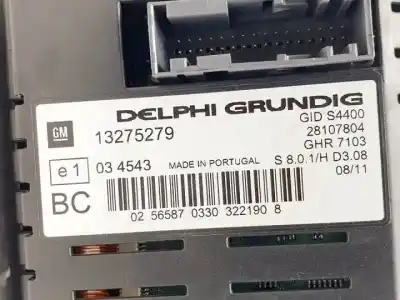 DELPHI GRUNDIG
GM
13275279
GID S4400
28107804
GHR 7103
e1
03 4543
MADE IN PORTUGAL
S 8.0.1/H D3.08
08/11
BC
02 56587 0330 322190 8